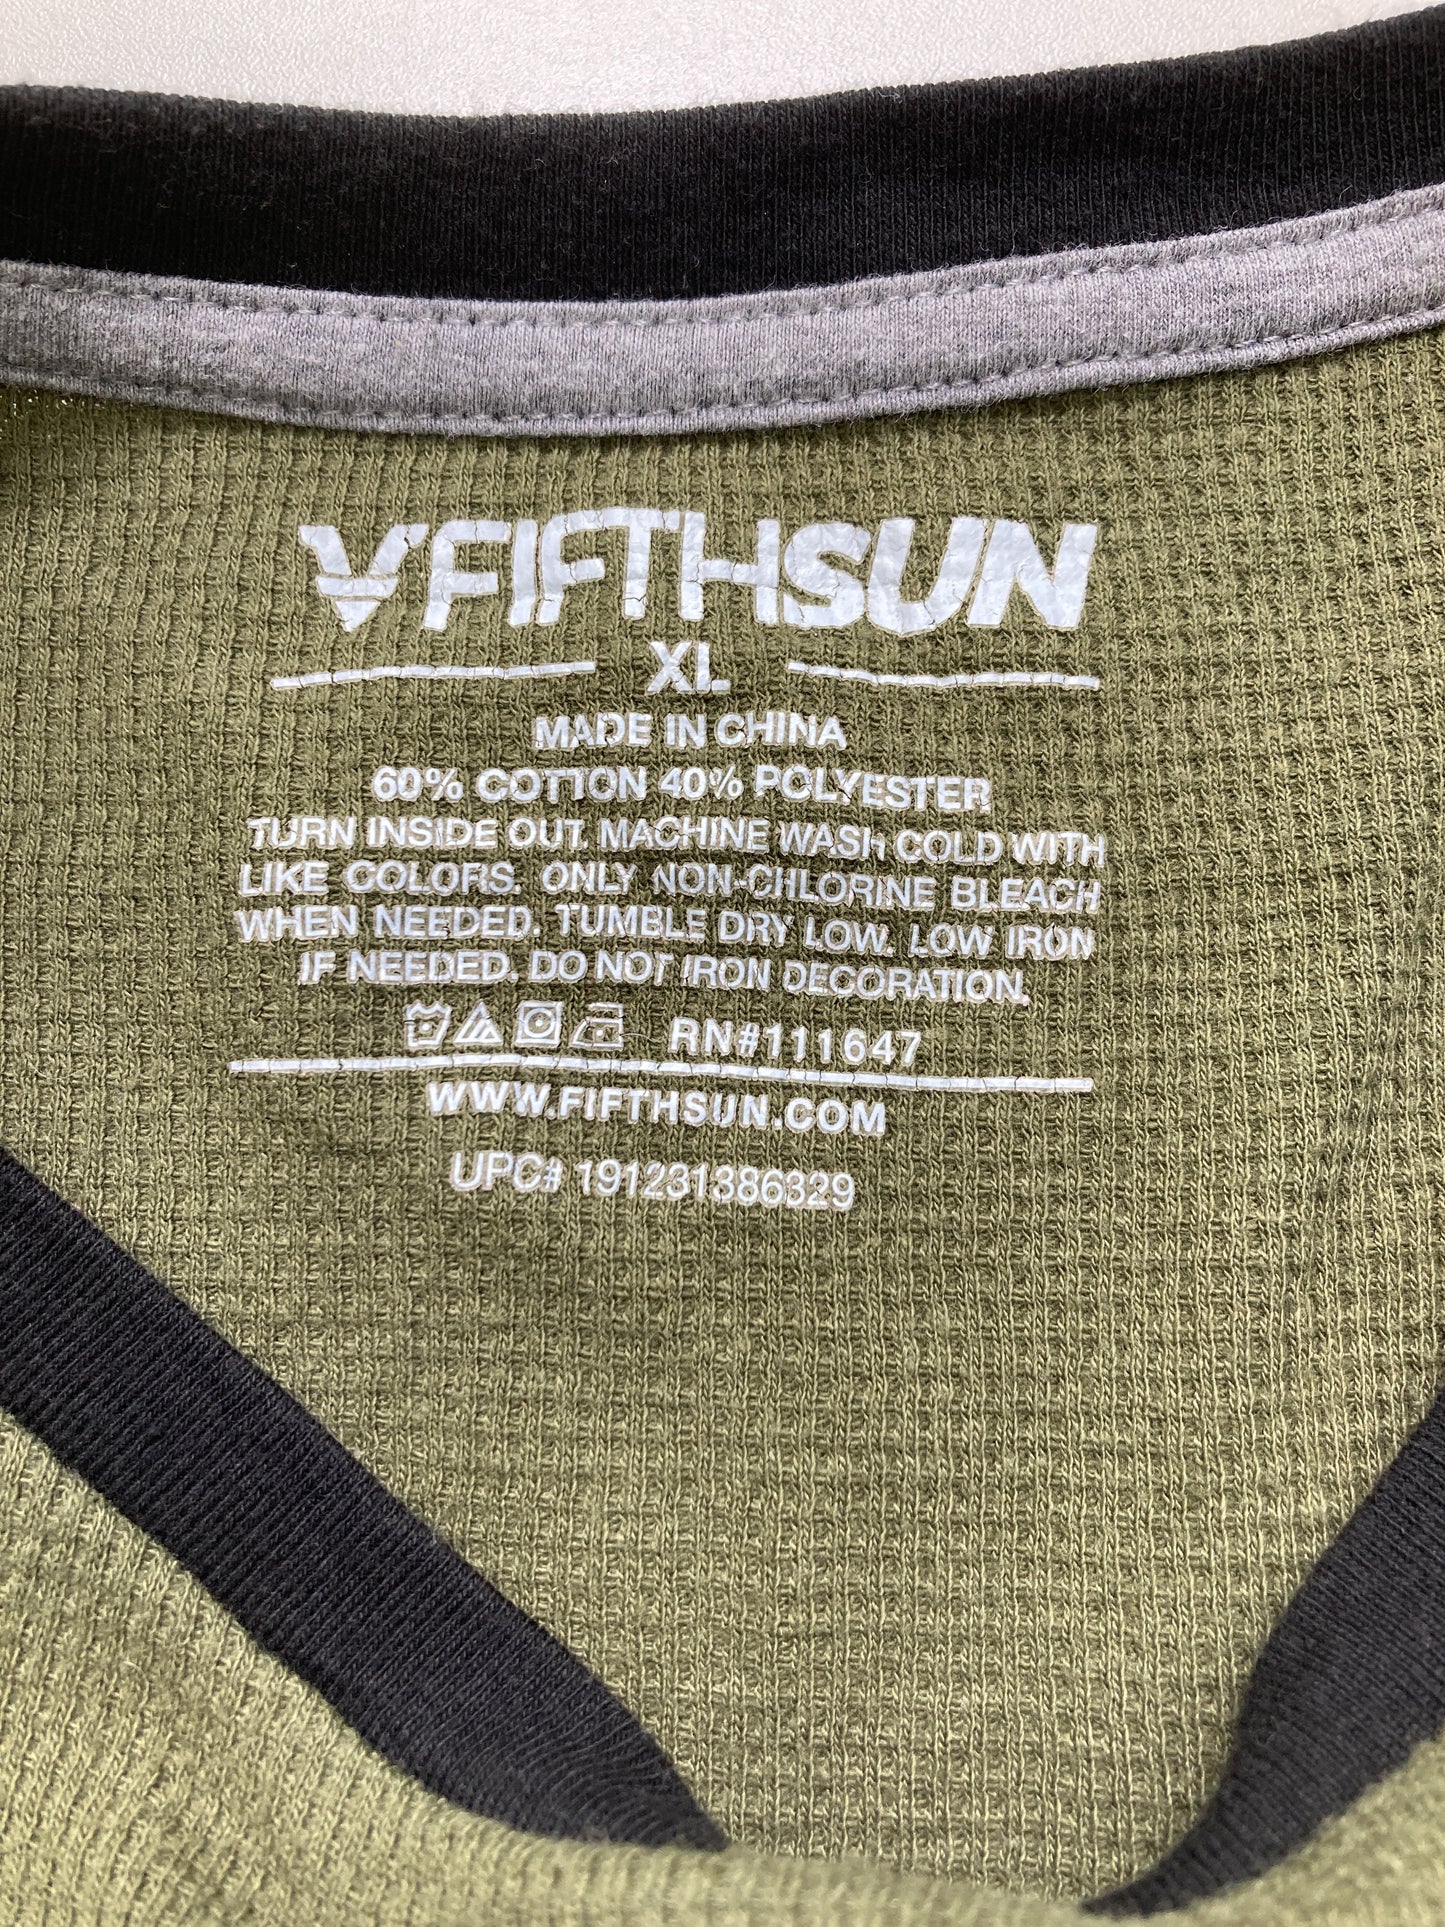 FIFTHSUN
XL
MADE IN CHINA
60% COTTON 40% POLYESTER
TURN INSIDE OUT. MACHINE WASH COLD WITH
LIKE COLORS. ONLY NON-CHLORINE BLEACH
WHEN NEEDED. TUMBLE DRY LOW. LOW IRON
IF NEEDED. DO NOT IRON DECORATION.
RN#111647
WWW.FIFTHSUN.COM
UPC# 191231386329